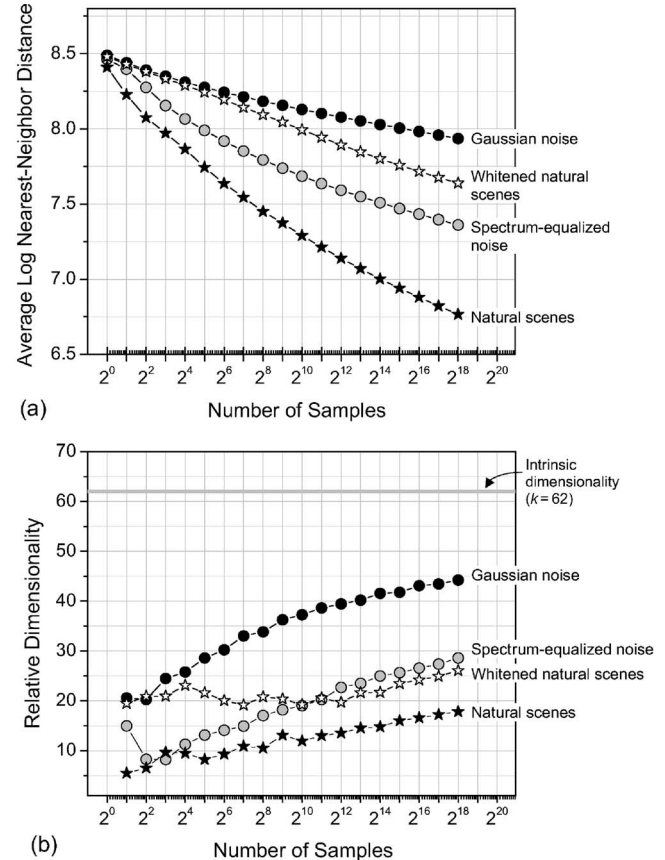 Average Log Nearest-Neighbor Distance
8.5
8.0
7.5
7.0
6.5
Gaussian noise
Whitened natural
scenes
Spectrum-equalized
noise
Natural scenes
2^0 2^2 2^4 2^6 2^8 2^10 2^12 2^14 2^16 2^18 2^20
(a)
Number of Samples
Relative Dimensionality
70
60
50
40
30
20
10
Intrinsic
dimensionality
(k = 62)
Gaussian noise
Spectrum-equalized noise
Whitened natural scenes
Natural scenes
2^0 2^2 2^4 2^6 2^8 2^10 2^12 2^14 2^16 2^18 2^20
(b)
Number of Samples